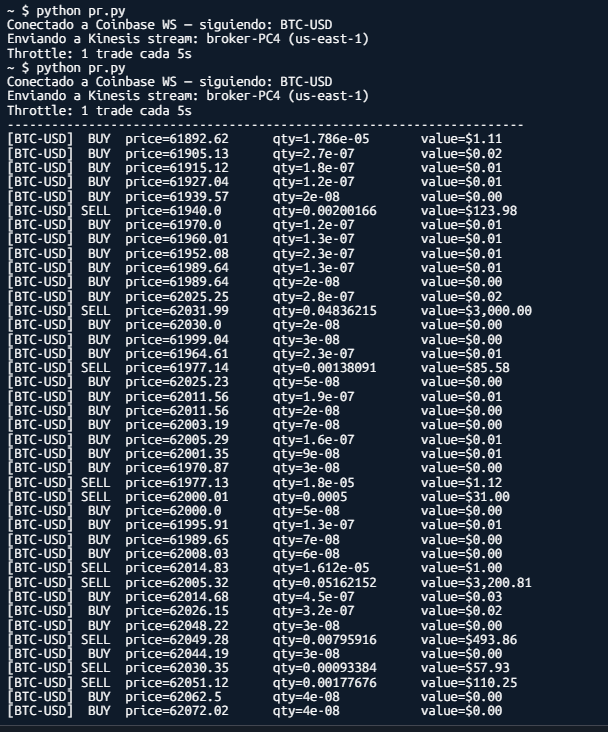 ~ $ python pr.py
Conectado a Coinbase WS — siguiendo: BTC-USD
Enviando a Kinesis stream: broker-PC4 (us-east-1)
Throttle: 1 trade cada 5s
~ $ python pr.py
Conectado a Coinbase WS — siguiendo: BTC-USD
Enviando a Kinesis stream: broker-PC4 (us-east-1)
Throttle: 1 trade cada 5s
----------------------------------------------------------------------
[BTC-USD]  BUY  price=61892.62      qty=1.786e-05       value=$1.11
[BTC-USD]  BUY  price=61905.13      qty=2.7e-07         value=$0.02
[BTC-USD]  BUY  price=61915.12      qty=1.8e-07         value=$0.01
[BTC-USD]  BUY  price=61927.04      qty=1.2e-07         value=$0.01
[BTC-USD]  BUY  price=61939.57      qty=2e-08           value=$0.00
[BTC-USD] SELL  price=61940.0       qty=0.00200166      value=$123.98
[BTC-USD]  BUY  price=61970.0       qty=1.2e-07         value=$0.01
[BTC-USD]  BUY  price=61960.01      qty=1.3e-07         value=$0.01
[BTC-USD]  BUY  price=61952.08      qty=2.3e-07         value=$0.01
[BTC-USD]  BUY  price=61989.64      qty=1.3e-07         value=$0.01
[BTC-USD]  BUY  price=61989.64      qty=2e-08           value=$0.00
[BTC-USD]  BUY  price=62025.25      qty=2.8e-07         value=$0.02
[BTC-USD] SELL  price=62031.99      qty=0.04836215      value=$3,000.00
[BTC-USD]  BUY  price=62030.0       qty=2e-08           value=$0.00
[BTC-USD]  BUY  price=61999.04      qty=3e-08           value=$0.00
[BTC-USD]  BUY  price=61964.61      qty=2.3e-07         value=$0.01
[BTC-USD] SELL  price=61977.14      qty=0.00138091      value=$85.58
[BTC-USD]  BUY  price=62025.23      qty=5e-08           value=$0.00
[BTC-USD]  BUY  price=62011.56      qty=1.9e-07         value=$0.01
[BTC-USD]  BUY  price=62011.56      qty=2e-08           value=$0.00
[BTC-USD]  BUY  price=62003.19      qty=7e-08           value=$0.00
[BTC-USD]  BUY  price=62005.29      qty=1.6e-07         value=$0.01
[BTC-USD]  BUY  price=62001.35      qty=9e-08           value=$0.01
[BTC-USD]  BUY  price=61970.87      qty=3e-08           value=$0.00
[BTC-USD] SELL  price=61977.13      qty=1.8e-05         value=$1.12
[BTC-USD] SELL  price=62000.01      qty=0.0005          value=$31.00
[BTC-USD]  BUY  price=62000.0       qty=5e-08           value=$0.00
[BTC-USD]  BUY  price=61995.91      qty=1.3e-07         value=$0.01
[BTC-USD]  BUY  price=61989.65      qty=7e-08           value=$0.00
[BTC-USD]  BUY  price=62008.03      qty=6e-08           value=$0.00
[BTC-USD] SELL  price=62014.83      qty=1.612e-05       value=$1.00
[BTC-USD] SELL  price=62005.32      qty=0.05162152      value=$3,200.81
[BTC-USD]  BUY  price=62014.68      qty=4.5e-07         value=$0.03
[BTC-USD]  BUY  price=62026.15      qty=3.2e-07         value=$0.02
[BTC-USD]  BUY  price=62048.22      qty=3e-08           value=$0.00
[BTC-USD] SELL  price=62049.28      qty=0.00795916      value=$493.86
[BTC-USD]  BUY  price=62044.19      qty=3e-08           value=$0.00
[BTC-USD] SELL  price=62030.35      qty=0.00093384      value=$57.93
[BTC-USD] SELL  price=62051.12      qty=0.00177676      value=$110.25
[BTC-USD]  BUY  price=62062.5       qty=4e-08           value=$0.00
[BTC-USD]  BUY  price=62072.02      qty=4e-08           value=$0.00